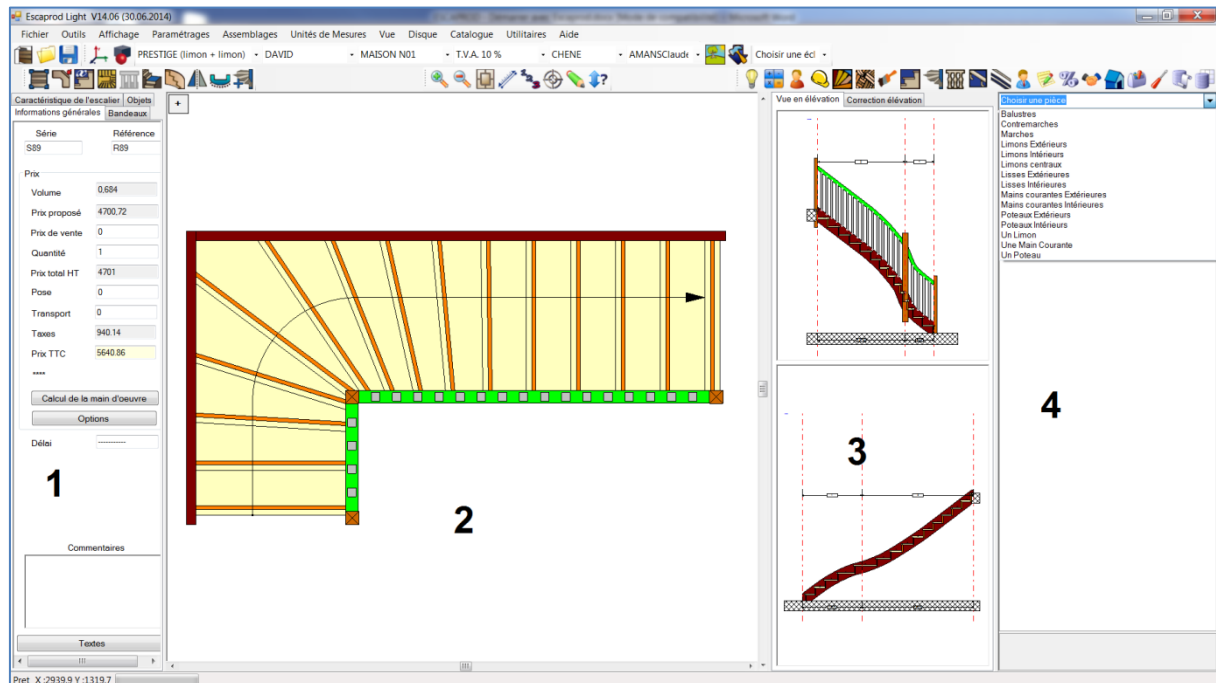 Escaprod Light V14.06 (30.06.2014)
Fichier Outils Affichage Paramétrages Assemblages Unités de Mesures Vue Disque Catalogue Utilitaires Aide
PRESTIGE (limon + limon) DAVID MAISON N01 T.V.A. 10 % CHENE AMANSClaude Choisir une écl
Caractéristique de l'escalier Objets
Informations générales Bandeaux
Série Référence
S89 R89
Prix
Volume 0,684
Prix proposé 4700,72
Prix de vente 0
Quantité 1
Prix total HT 4701
Pose 0
Transport 0
Taxes 940.14
Prix TTC 5640.86
****
Calcul de la main d'oeuvre
Options
Délai -----------
1
Commentaires
Textes
+
2
Vue en élévation Correction élévation
3
Choisir une pièce
Balustres
Contremarches
Marches
Limons Extérieurs
Limons Intérieurs
Limons centraux
Lisses Extérieures
Lisses Intérieures
Mains courantes Extérieures
Mains courantes Intérieures
Poteaux Extérieurs
Poteaux Intérieurs
Un Limon
Une Main Courante
Un Poteau
4
Pret X :2939.9 Y :1319.7